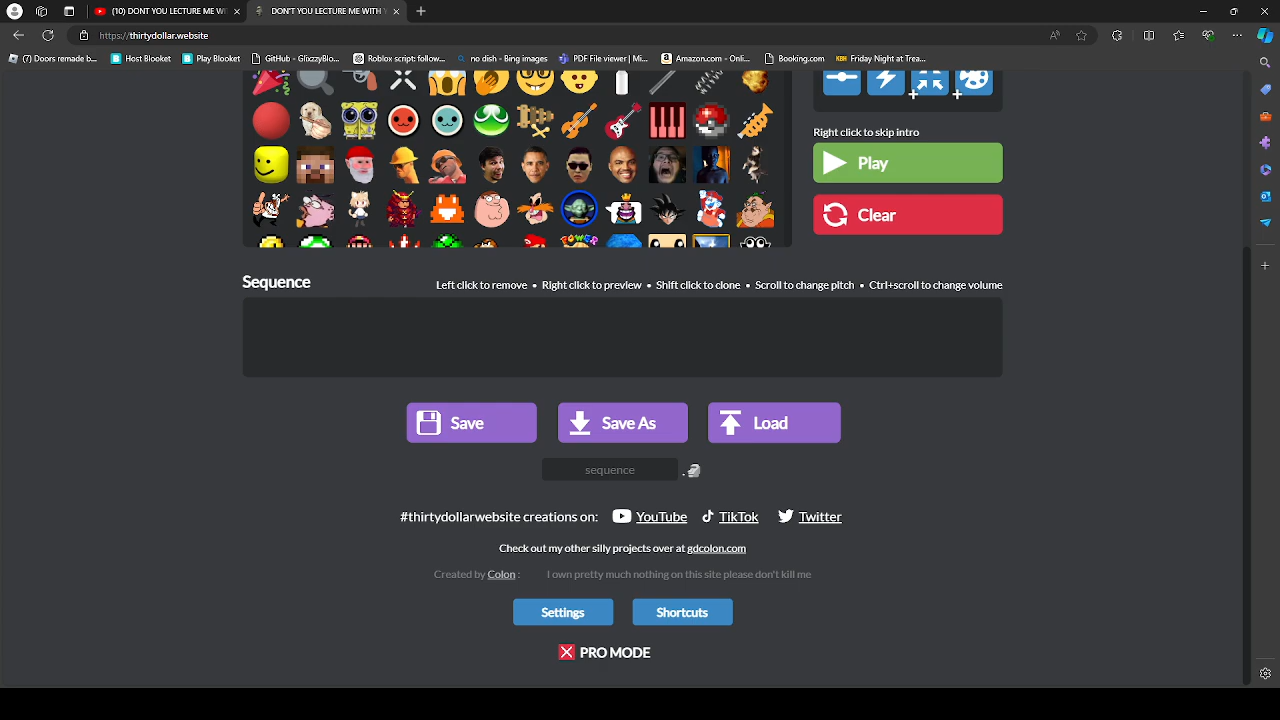 (10) DONT YOU LECTURE ME WI
DON'T YOU LECTURE ME WITH Y
https://thirtydollar.website
(7) Doors remade b...
Host Blooket
Play Blooket
GitHub - GlizzyBlo...
Roblox script: follow...
no dish - Bing images
PDF File viewer | Mi...
Amazon.com - Onli...
Booking.com
KBH
Friday Night at Trea...
Right click to skip intro
Play
Clear
POWER
Sequence
Left click to remove • Right click to preview • Shift click to clone • Scroll to change pitch • Ctrl+scroll to change volume
Save
Save As
Load
sequence .
#thirtydollarwebsite creations on: YouTube TikTok Twitter
Check out my other silly projects over at gdcolon.com
Created by Colon : I own pretty much nothing on this site please don't kill me
Settings
Shortcuts
PRO MODE